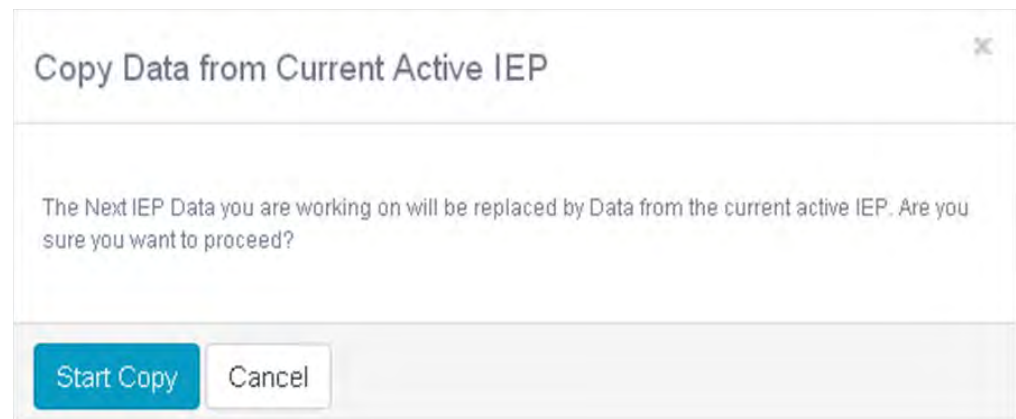 Copy Data from Current Active IEP
The Next IEP Data you are working on will be replaced by Data from the current active IEP. Are you
sure you want to proceed?
Start Copy Cancel